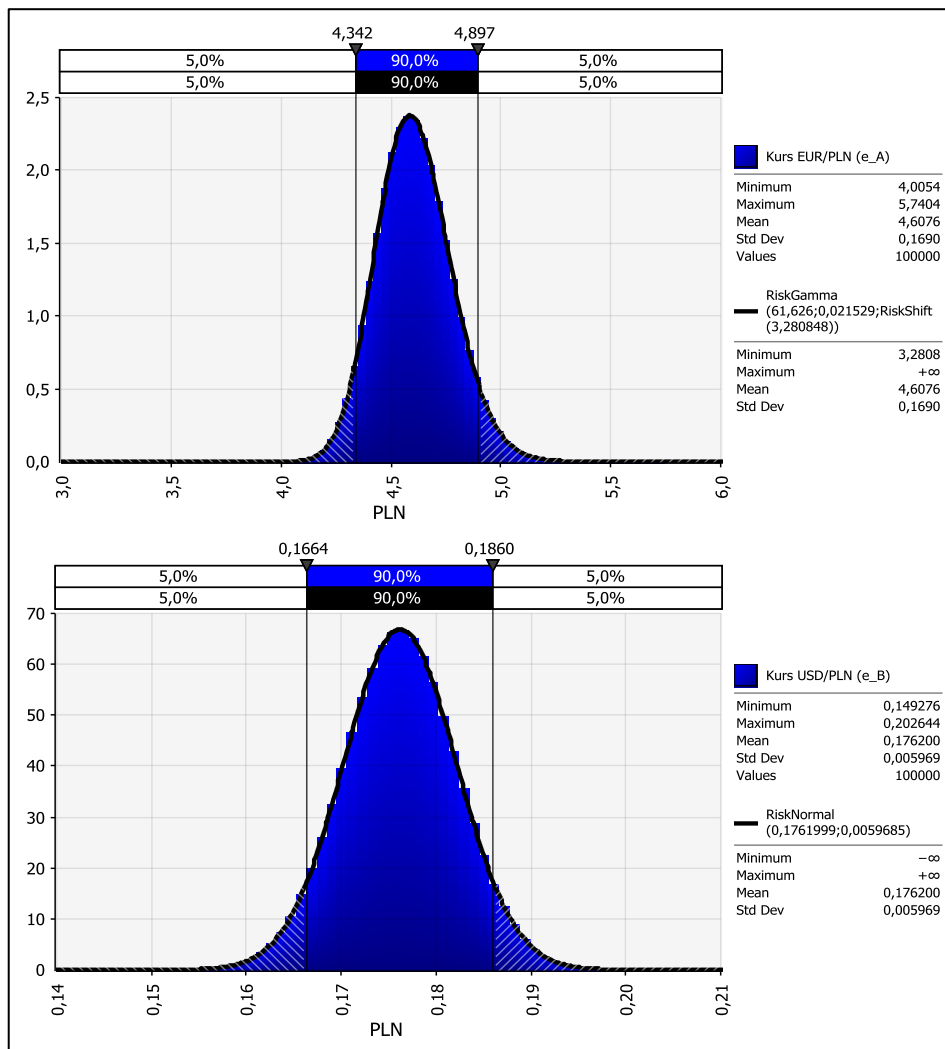 4,342 4,897
5,0% 90,0% 5,0%
5,0% 90,0% 5,0%
2,5
2,0
1,5
1,0
0,5
0,0
3,0 3,5 4,0 4,5 5,0 5,5 6,0
PLN
Kurs EUR/PLN (e_A)
Minimum 4,0054
Maximum 5,7404
Mean 4,6076
Std Dev 0,1690
Values 100000
RiskGamma
(61,626;0,021529;RiskShift
(3,280848))
Minimum 3,2808
Maximum +∞
Mean 4,6076
Std Dev 0,1690
0,1664 0,1860
5,0% 90,0% 5,0%
5,0% 90,0% 5,0%
70
60
50
40
30
20
10
0
0,14 0,15 0,16 0,17 0,18 0,19 0,20 0,21
PLN
Kurs USD/PLN (e_B)
Minimum 0,149276
Maximum 0,202644
Mean 0,176200
Std Dev 0,005969
Values 100000
RiskNormal
(0,1761999;0,0059685)
Minimum −∞
Maximum +∞
Mean 0,176200
Std Dev 0,005969